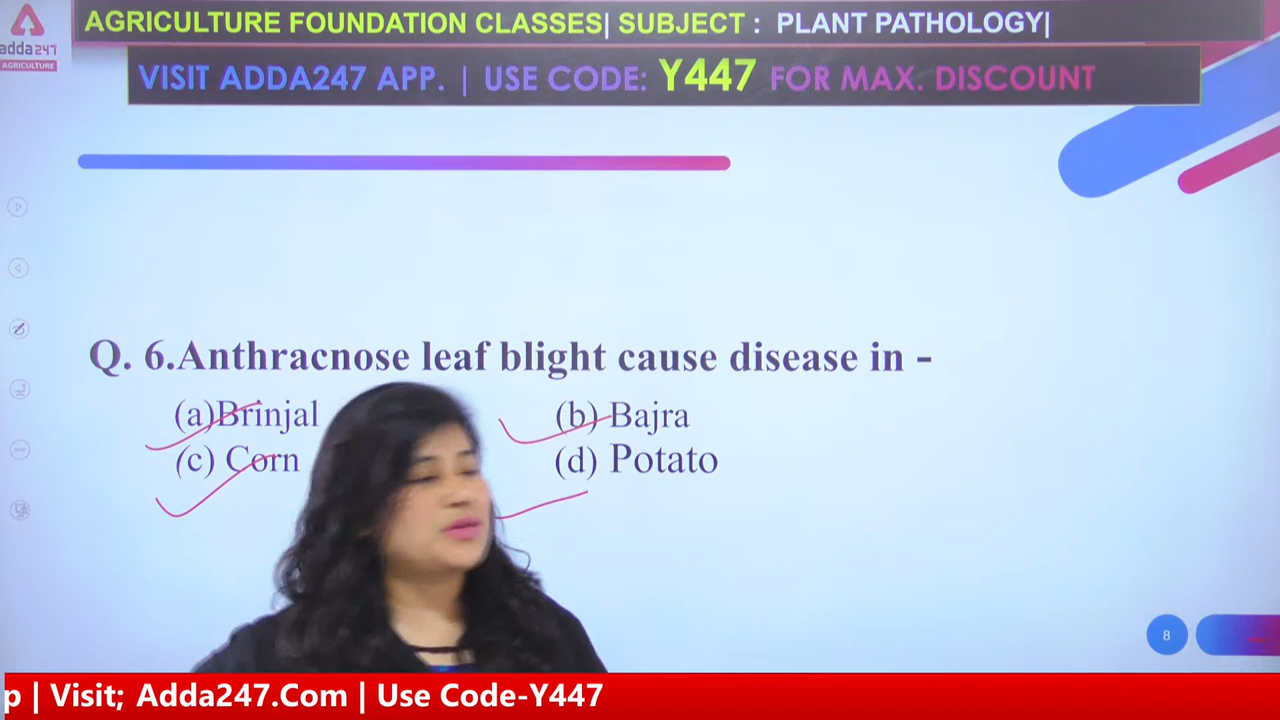 AGRICULTURE FOUNDATION CLASSES| SUBJECT : PLANT PATHOLOGY|
adda247
AGRICULTURE
VISIT ADDA247 APP. | USE CODE: Y447 FOR MAX. DISCOUNT
Q. 6.Anthracnose leaf blight cause disease in -
(a)Brinjal (b) Bajra
(c) Corn (d) Potato
8
p | Visit; Adda247.Com | Use Code-Y447